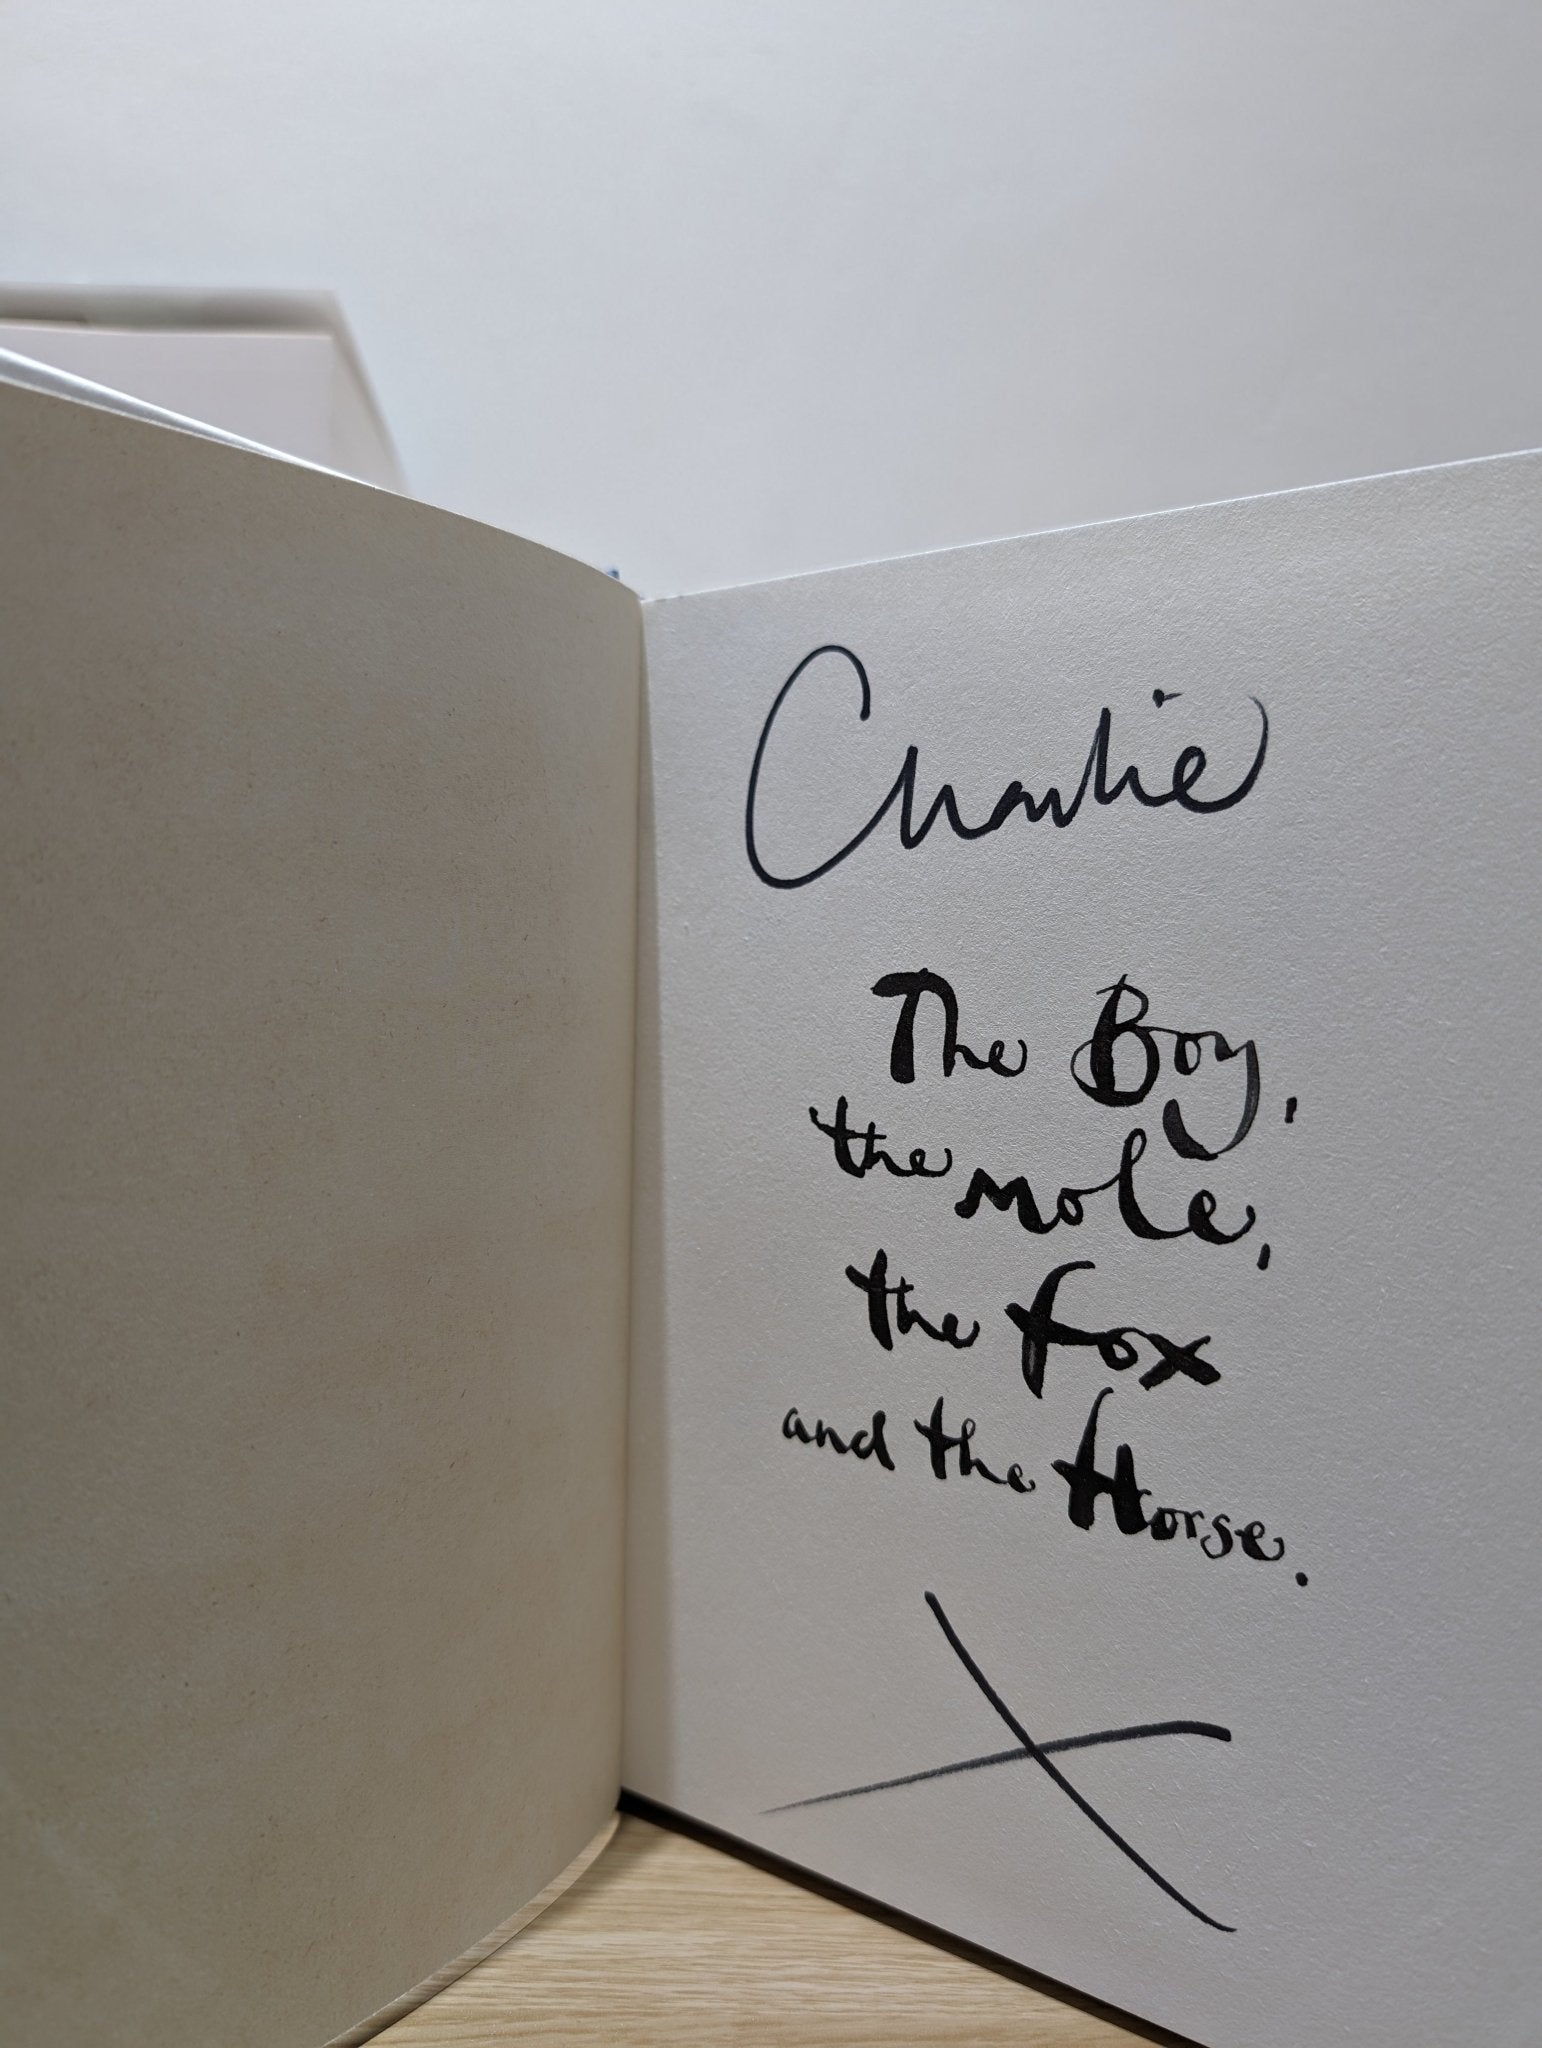 Charlie
The Boy,
the mole,
the fox
and the Horse.
X